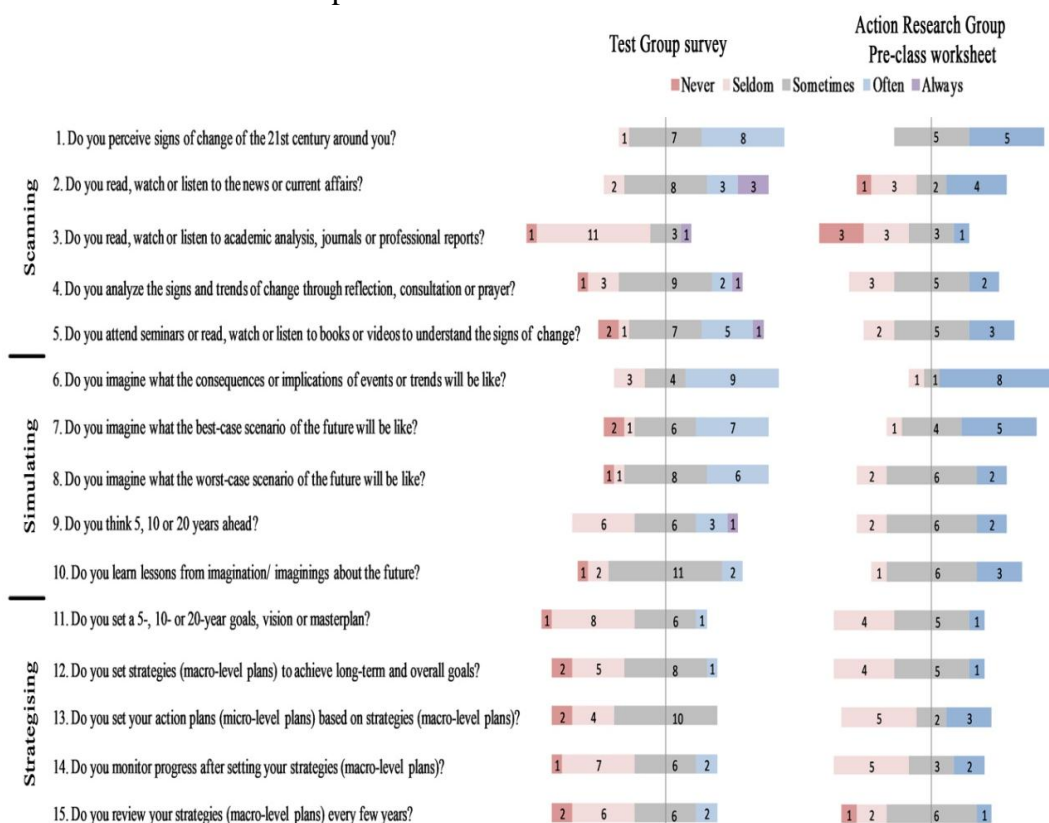 Test Group survey
Action Research Group
Pre-class worksheet
Never Seldom Sometimes Often Always
Scanning
1. Do you perceive signs of change of the 21st century around you? 1 7 8 5 5
2. Do you read, watch or listen to the news or current affairs? 2 8 3 3 1 3 2 4
3. Do you read, watch or listen to academic analysis, journals or professional reports? 1 11 3 1 3 3 3 1
4. Do you analyze the signs and trends of change through reflection, consultation or prayer? 1 3 9 2 1 3 5 2
5. Do you attend seminars or read, watch or listen to books or videos to understand the signs of change? 2 1 7 5 1 2 5 3
Simulating
6. Do you imagine what the consequences or implications of events or trends will be like? 3 4 9 1 1 8
7. Do you imagine what the best-case scenario of the future will be like? 2 1 6 7 1 4 5
8. Do you imagine what the worst-case scenario of the future will be like? 1 1 8 6 2 6 2
9. Do you think 5, 10 or 20 years ahead? 6 6 3 1 2 6 2
10. Do you learn lessons from imagination/ imaginings about the future? 1 2 11 2 1 6 3
Strategising
11. Do you set a 5-, 10- or 20-year goals, vision or masterplan? 1 8 6 1 4 5 1
12. Do you set strategies (macro-level plans) to achieve long-term and overall goals? 2 5 8 1 4 5 1
13. Do you set your action plans (micro-level plans) based on strategies (macro-level plans)? 2 4 10 5 2 3
14. Do you monitor progress after setting your strategies (macro-level plans)? 1 7 6 2 5 3 2
15. Do you review your strategies (macro-level plans) every few years? 2 6 6 2 1 2 6 1